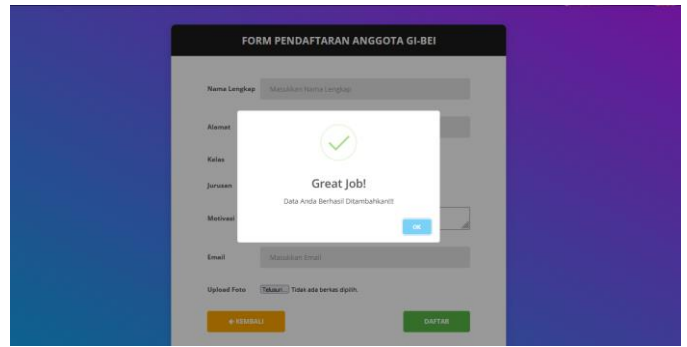 FORM PENDAFTARAN ANGGOTA GI-BEI
Nama Lengkap Masukkan Nama Lengkap
Alamat
Kelas
Jurusan
Great Job!
Data Anda Berhasil Ditambahkan!!!
Motivasi
OK
Email Masukkan Email
Upload Foto Telusuri... Tidak ada berkas dipilih.
KEMBALI DAFTAR